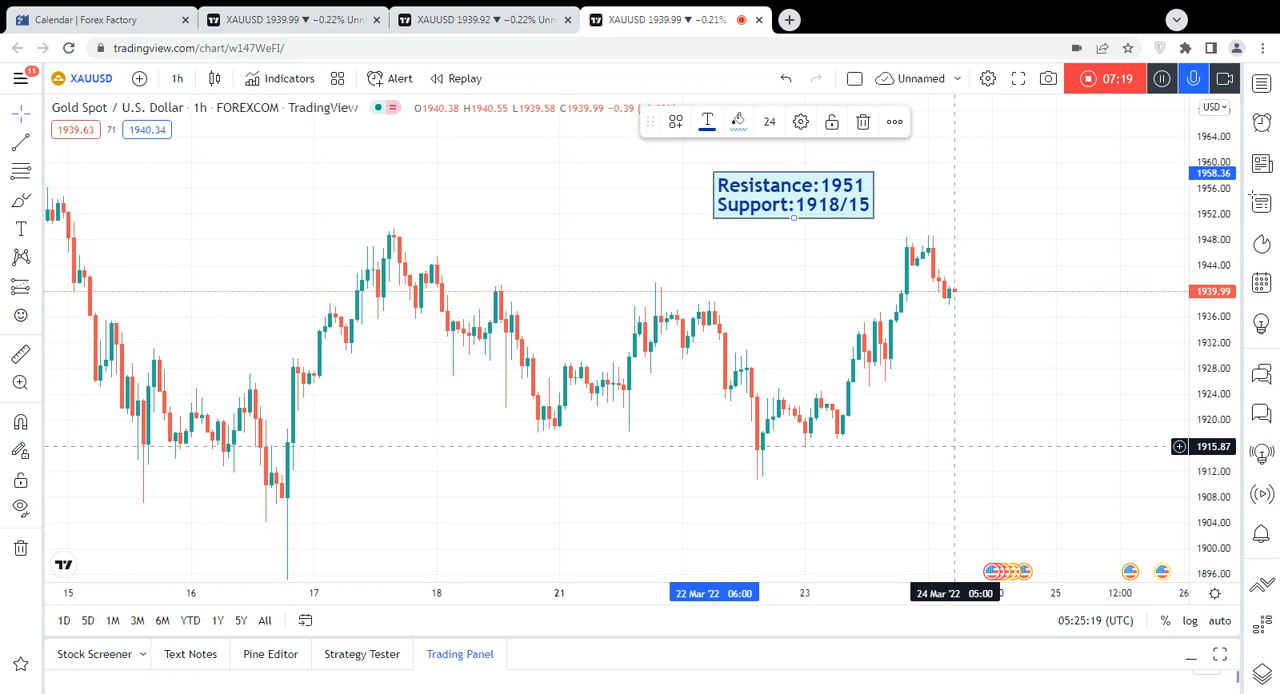 Calendar | Forex Factory
XAUUSD 1939.99 ▼ −0.22% Unn
XAUUSD 1939.92 ▼ −0.22% Unn
XAUUSD 1939.99 ▼ −0.21%
tradingview.com/chart/w147WeFI/
11
XAUUSD
1h
Indicators
Alert
Replay
Unnamed
07:19
Gold Spot / U.S. Dollar · 1h · FOREXCOM · TradingView
O1940.38 H1940.55 L1939.58 C1939.99 −0.39
USD
1939.63
71
1940.34
24
Resistance:1951
Support:1918/15
1964.00
1960.00
1958.36
1956.00
1952.00
1948.00
1944.00
1939.99
1936.00
1932.00
1928.00
1924.00
1920.00
1915.87
1912.00
1908.00
1904.00
1900.00
1896.00
15
16
17
18
21
22 Mar '22 06:00
23
24 Mar '22 05:00
25
12:00
26
1D
5D
1M
3M
6M
YTD
1Y
5Y
All
05:25:19 (UTC)
%
log
auto
Stock Screener
Text Notes
Pine Editor
Strategy Tester
Trading Panel